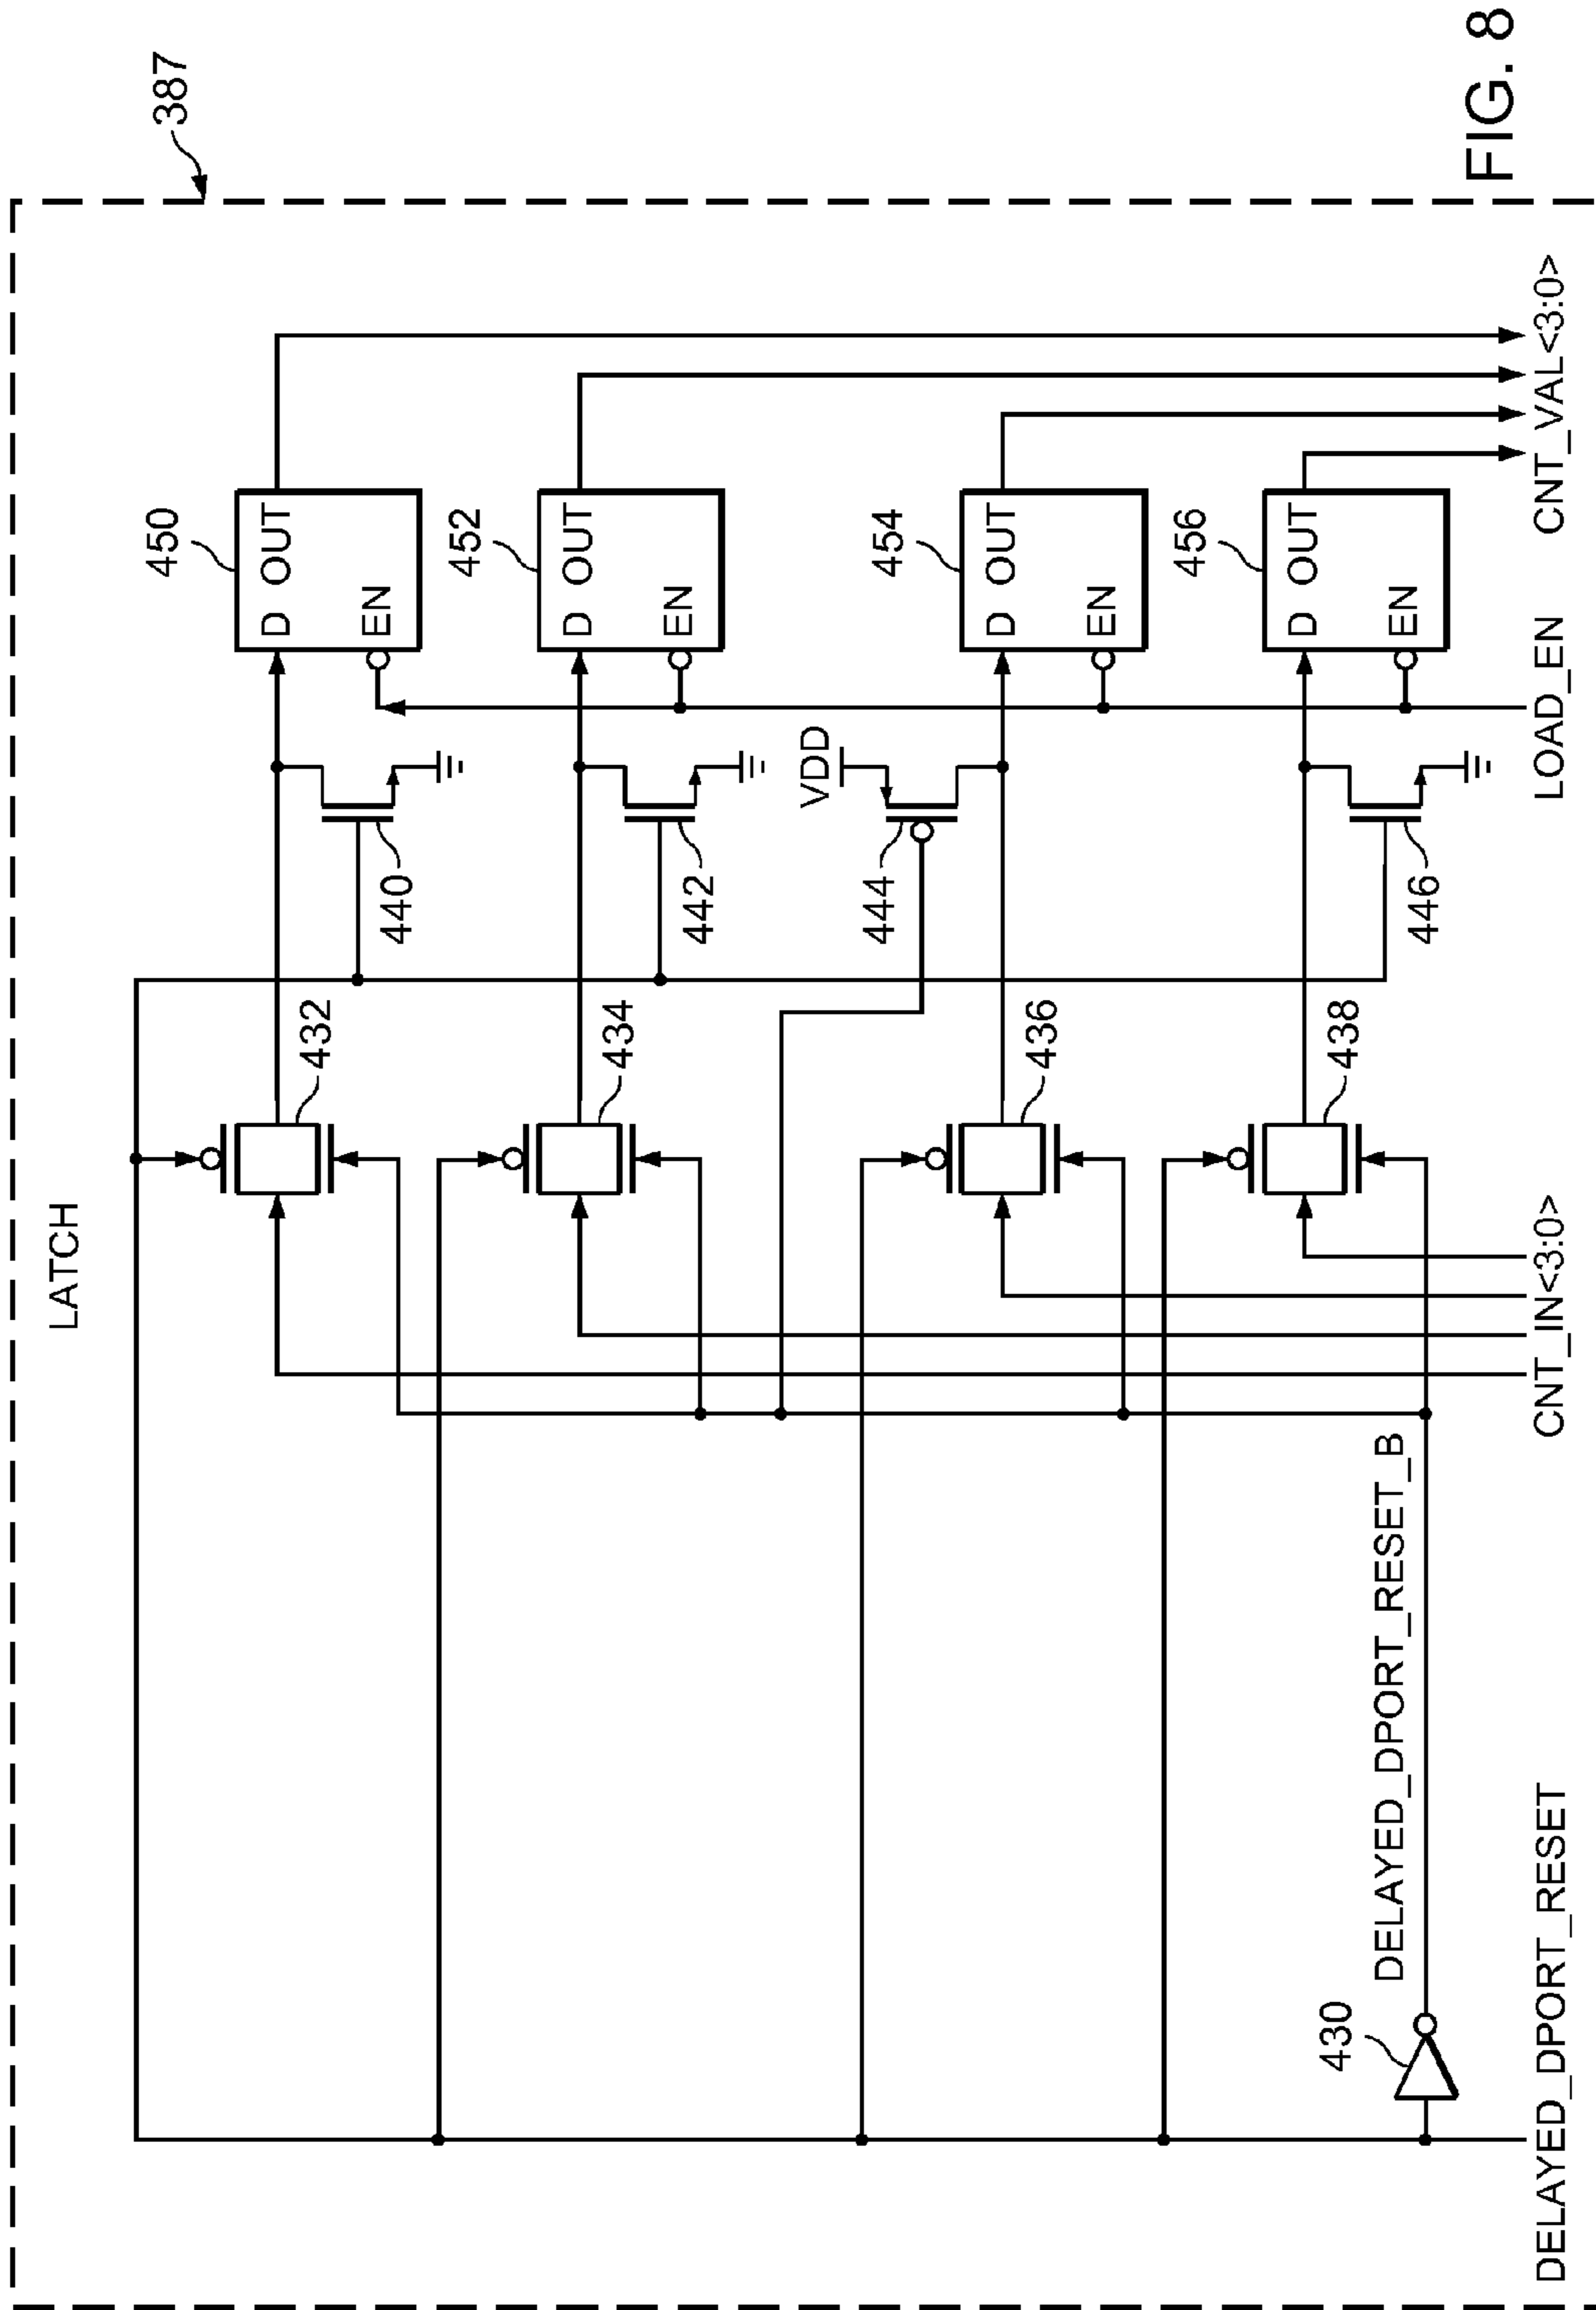 FIG. 8
387
LATCH
450
D OUT
EN
452
D OUT
EN
454
D OUT
EN
456
D OUT
EN
440
442
VDD
444
446
432
434
436
438
DELAYED_DPORT_RESET_B
430
DELAYED_DPORT_RESET
CNT_IN<3:0>
LOAD_EN
CNT_VAL<3:0>